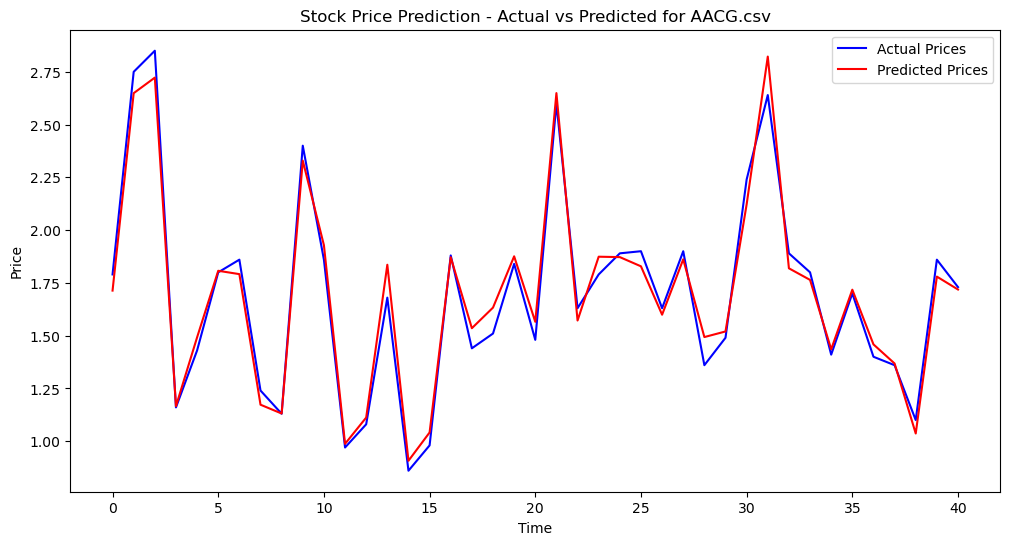 Stock Price Prediction - Actual vs Predicted for AACG.csv
Actual Prices
Predicted Prices
Price
2.75
2.50
2.25
2.00
1.75
1.50
1.25
1.00
0 5 10 15 20 25 30 35 40
Time